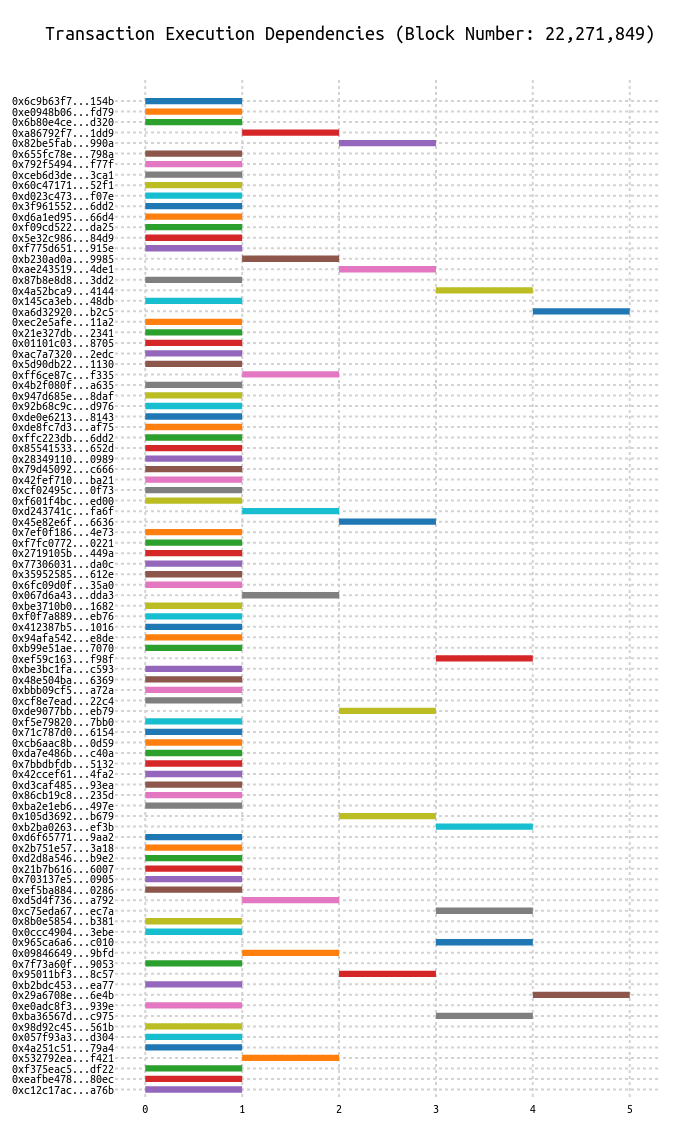 Transaction Execution Dependencies (Block Number: 22,271,849)
0x6c9b63f7...154b
0xe0948b06...fd79
0x6b80e4ce...d320
0xa86792f7...1dd9
0x82be5fab...990a
0x655fc78e...798a
0x792f5494...f77f
0xceb6d3de...3ca1
0x60c47171...52f1
0xd023c473...f07e
0x3f961552...6dd2
0xd6a1ed95...66d4
0xf09cd522...da25
0x5e32c986...84d9
0xf775d651...915e
0xb230ad0a...9985
0xae243519...4de1
0x87b8e8d8...3dd2
0x4a52bca9...4144
0x145ca3eb...48db
0xa6d32920...b2c5
0xec2e5afe...11a2
0x21e327db...2341
0x01101c03...8705
0xac7a7320...2edc
0x5d90db22...1130
0xff6ce87c...f335
0x4b2f080f...a635
0x947d685e...8daf
0x92b68c9c...d976
0xde0e6213...8143
0xde8fc7d3...af75
0xffc223db...6dd2
0x85541533...652d
0x28349110...0989
0x79d45092...c666
0x42fef710...ba21
0xcf02495c...0f73
0xf601f4bc...ed00
0xd243741c...fa6f
0x45e82e6f...6636
0x7ef0f186...4e73
0xf7fc0772...0221
0x2719105b...449a
0x77306031...da0c
0x35952585...612e
0x6fc09d0f...35a0
0x067d6a43...dda3
0xbe3710b0...1682
0xf0f7a889...eb76
0x412387b5...1016
0x94afa542...e8de
0xb99e51ae...7070
0xef59c163...f98f
0xbe3bc1fa...c593
0x48e504ba...6369
0xbbb09cf5...a72a
0xcf8e7ead...22c4
0xde9077bb...eb79
0xf5e79820...7bb0
0x71c787d0...6154
0xcb6aac8b...0d59
0xda7e486b...c40a
0x7bbdbfdb...5132
0x42ccef61...4fa2
0xd3caf485...93ea
0x86cb19c8...235d
0xba2e1eb6...497e
0x105d3692...b679
0xb2ba0263...ef3b
0xd6f65771...9aa2
0x2b751e57...3a18
0xd2d8a546...b9e2
0x21b7b616...6007
0x703137e5...0905
0xef5ba884...0286
0xd5d4f736...a792
0xc75eda67...ec7a
0x8b0e5854...b381
0x0ccc4904...3ebe
0x965ca6a6...c010
0x09846649...9bfd
0x7f73a60f...9053
0x95011bf3...8c57
0xb2bdc453...ea77
0x29a6708e...6e4b
0xe0adc8f3...939e
0xba36567d...c975
0x98d92c45...561b
0x057f93a3...d304
0x4a251c51...79a4
0x532792ea...f421
0xf375eac5...df22
0xeafbe478...80ec
0xc12c17ac...a76b
0 1 2 3 4 5